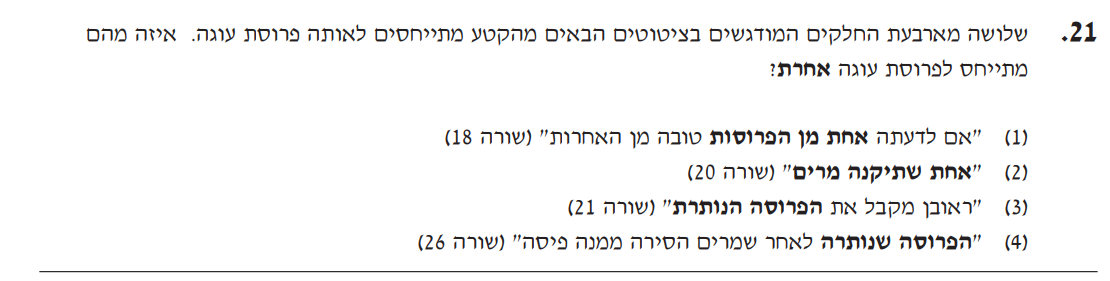 .21 שלושה מארבעת החלקים המודגשים בציטוטים הבאים מהקטע מתייחסים לאותה פרוסת עוגה. איזה מהם
מתייחס לפרוסת עוגה אחרת?
(1) "אם לדעתה אחת מן הפרוסות טובה מן האחרות" (שורה 18)
(2) "אחת שתיקנה מרים" (שורה 20)
(3) "ראובן מקבל את הפרוסה הנותרת" (שורה 21)
(4) "הפרוסה שנותרה לאחר שמרים הסירה ממנה פיסה" (שורה 26)